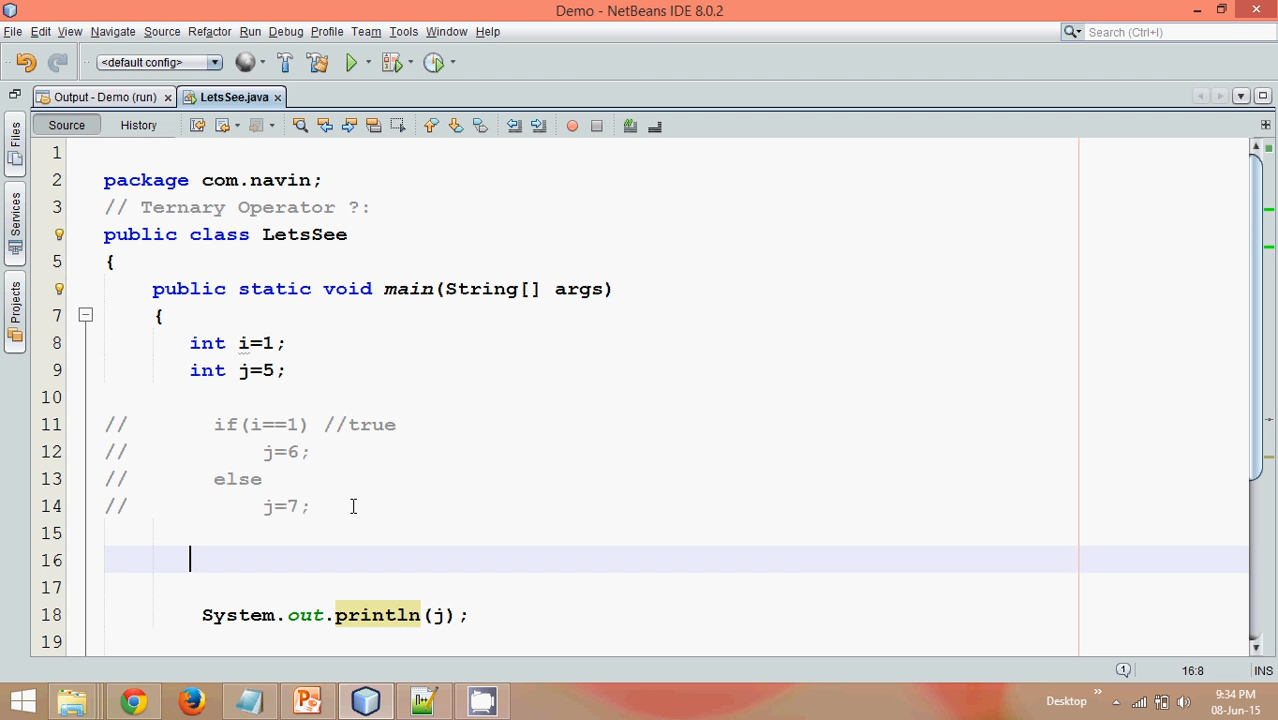 Demo - NetBeans IDE 8.0.2
File Edit View Navigate Source Refactor Run Debug Profile Team Tools Window Help
Search (Ctrl+I)
<default config>
Output - Demo (run) LetsSee.java
Source History
Files
Services
Projects
1
2 package com.navin;
3 // Ternary Operator ?:
public class LetsSee
5 {
public static void main(String[] args)
7 {
8 int i=1;
9 int j=5;
10
11 // if(i==1) //true
12 // j=6;
13 // else
14 // j=7;
15
16
17
18 System.out.println(j);
19
1 16:8 INS
Desktop
9:34 PM
08-Jun-15